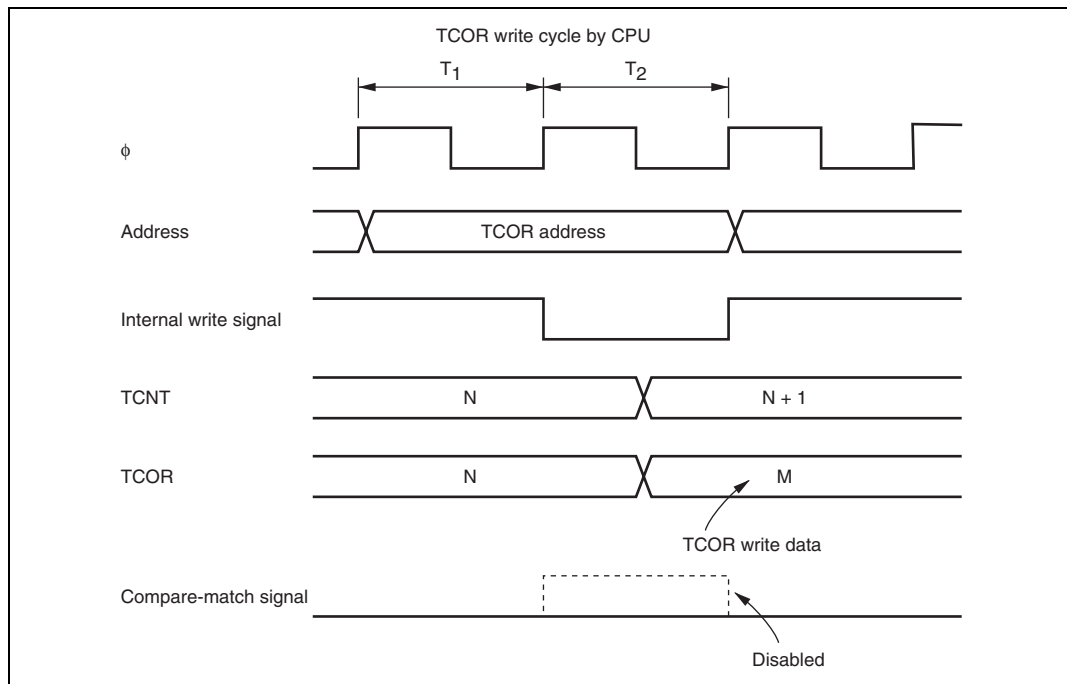 TCOR write cycle by CPU
T1 T2
ϕ
Address TCOR address
Internal write signal
TCNT N N + 1
TCOR N M
TCOR write data
Compare-match signal
Disabled